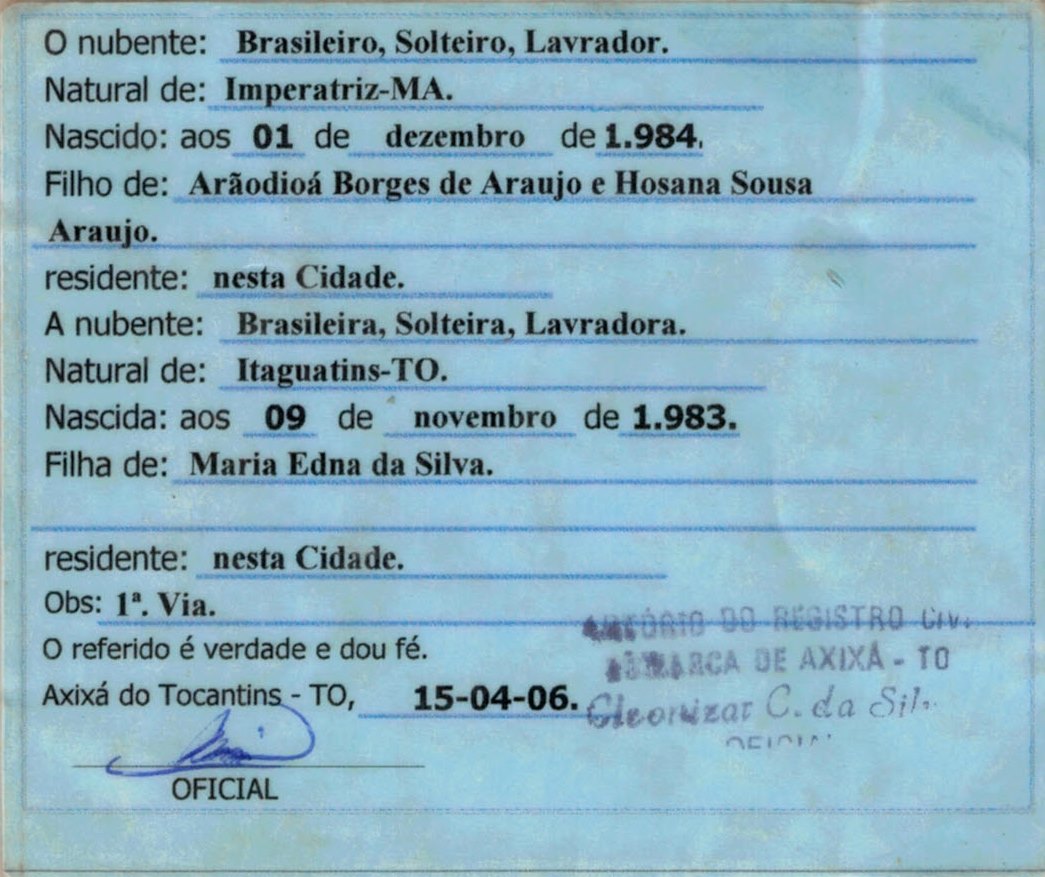 O nubente: Brasileiro, Solteiro, Lavrador.
Natural de: Imperatriz-MA.
Nascido: aos 01 de dezembro de 1.984.
Filho de: Arãodioá Borges de Araujo e Hosana Sousa
Araujo.
residente: nesta Cidade.
A nubente: Brasileira, Solteira, Lavradora.
Natural de: Itaguatins-TO.
Nascida: aos 09 de novembro de 1.983.
Filha de: Maria Edna da Silva.
residente: nesta Cidade.
Obs: 1ª. Via.
O referido é verdade e dou fé.
Axixá do Tocantins - TO, 15-04-06.
OFICIAL
DO REGISTRO
DE AXIXÁ - TO
C. da